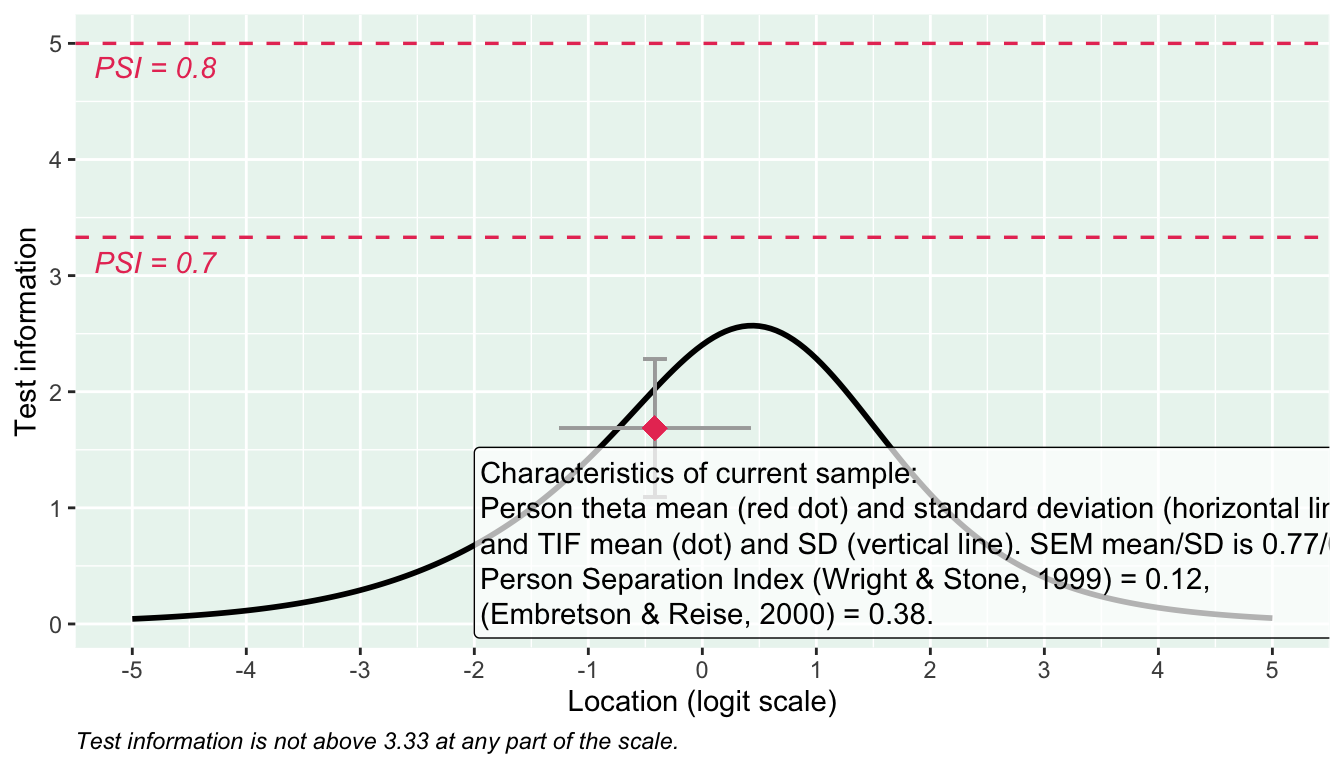 5
PSI = 0.8
4
PSI = 0.7
3
2
1
0
Test information
Characteristics of current sample:
Person theta mean (red dot) and standard deviation (horizontal
and TIF mean (dot) and SD (vertical line). SEM mean/SD is 0.77/
Person Separation Index (Wright & Stone, 1999) = 0.12,
(Embretson & Reise, 2000) = 0.38.
-5 -4 -3 -2 -1 0 1 2 3 4 5
Location (logit scale)
Test information is not above 3.33 at any part of the scale.